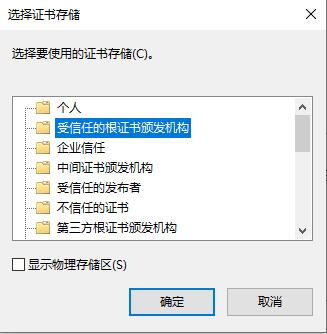 选择证书存储
选择要使用的证书存储(C)。
个人
受信任的根证书颁发机构
企业信任
中间证书颁发机构
受信任的发布者
不信任的证书
第三方根证书颁发机构
显示物理存储区(S)
确定
取消